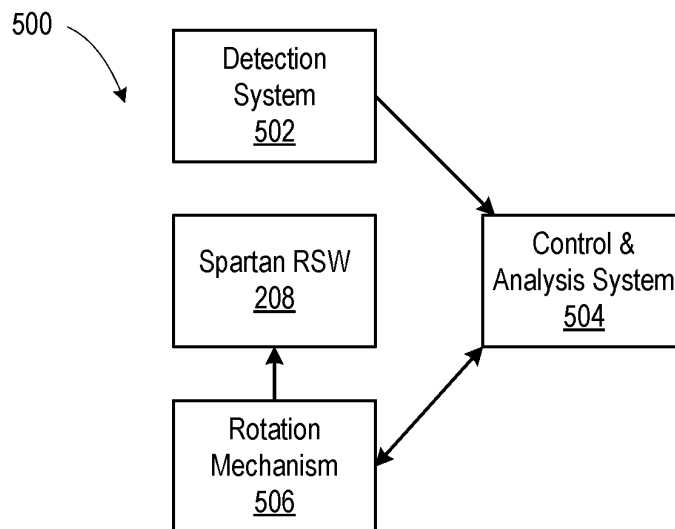 500
Detection
System
502
Spartan RSW
208
Control &
Analysis System
504
Rotation
Mechanism
506